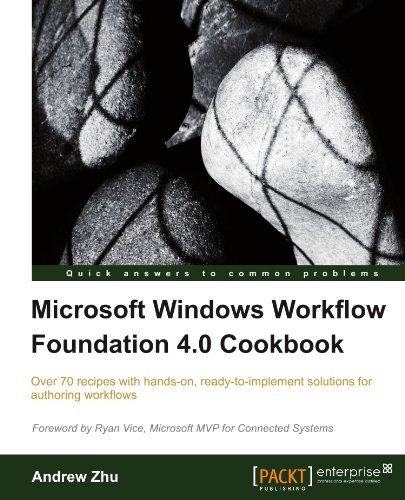 Quick answers to common problems
Microsoft Windows Workflow
Foundation 4.0 Cookbook
Over 70 recipes with hands-on, ready-to-implement solutions for
authoring workflows
Foreword by Ryan Vice, Microsoft MVP for Connected Systems
Andrew Zhu
[PACKT] enterprise
PUBLISHING professional expertise distilled